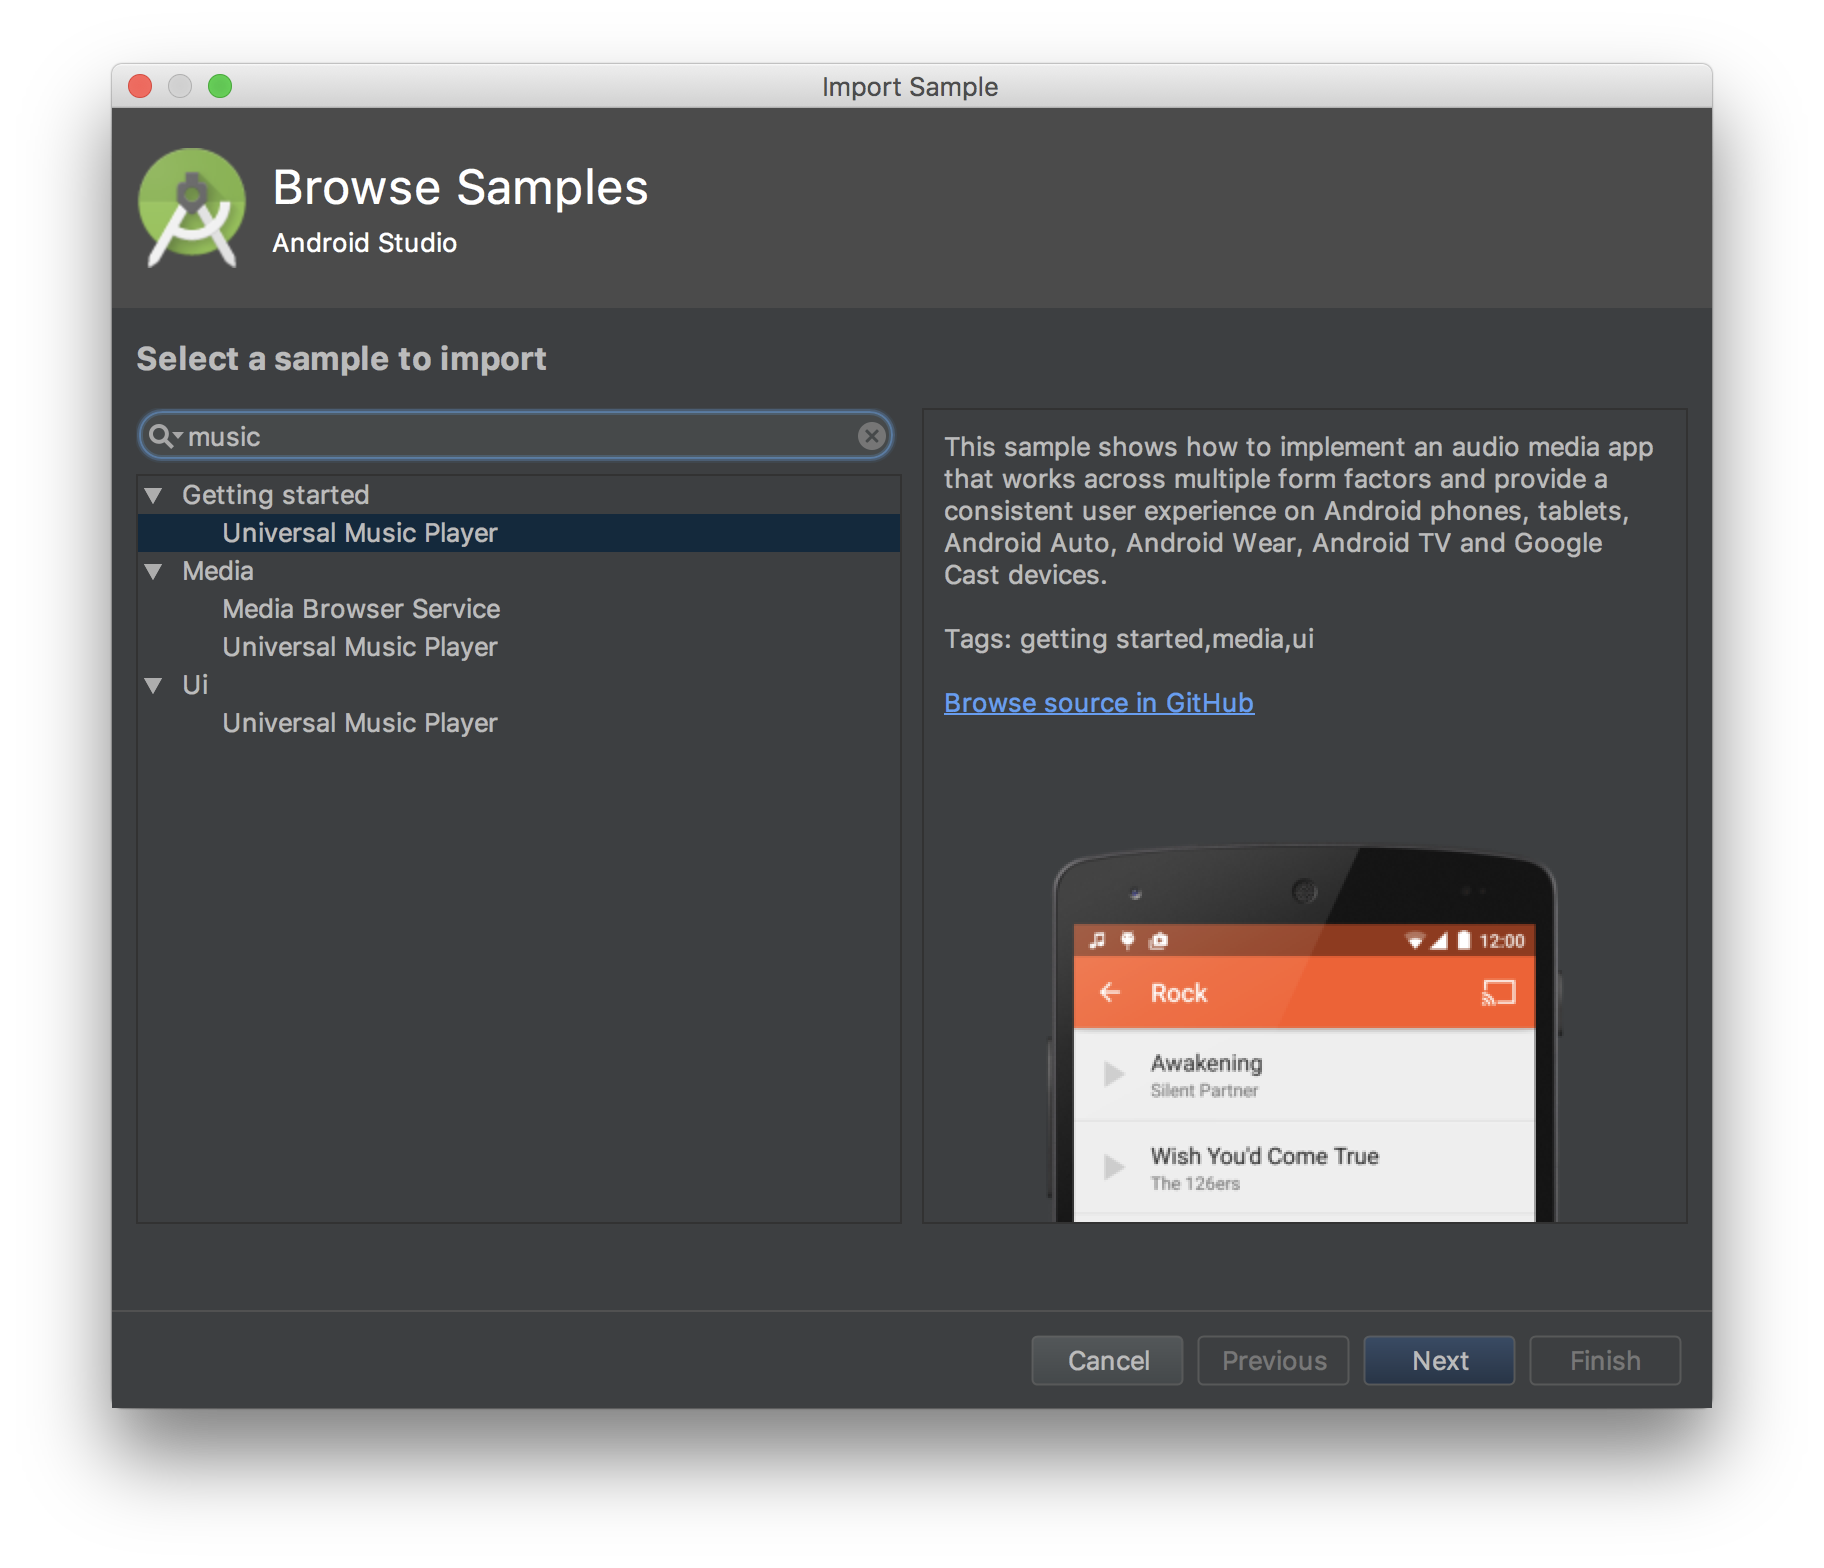 Import Sample
Browse Samples
Android Studio
Select a sample to import
music
Getting started
Universal Music Player
Media
Media Browser Service
Universal Music Player
Ui
Universal Music Player
This sample shows how to implement an audio media app
that works across multiple form factors and provide a
consistent user experience on Android phones, tablets,
Android Auto, Android Wear, Android TV and Google
Cast devices.
Tags: getting started,media,ui
Browse source in GitHub
12:00
Rock
Awakening
Silent Partner
Wish You'd Come True
The 126ers
Cancel
Previous
Next
Finish